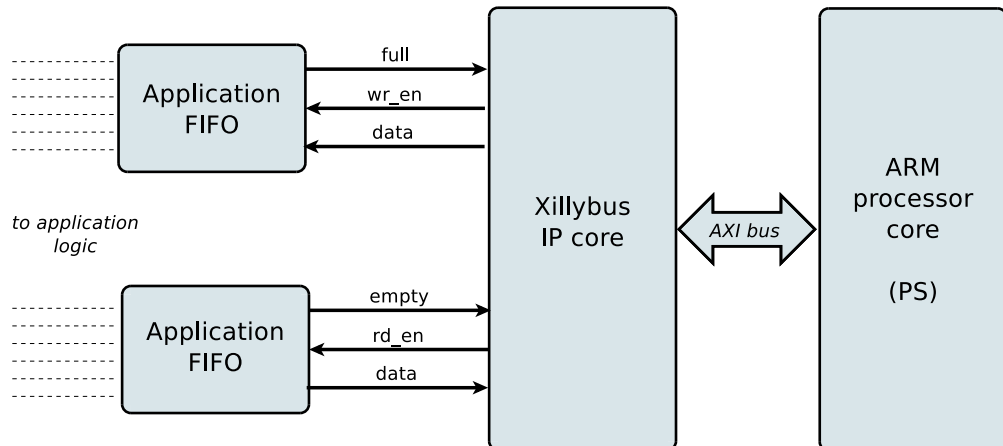 Application
FIFO
full
wr_en
data
to application
logic
Application
FIFO
empty
rd_en
data
Xillybus
IP core
AXI bus
ARM
processor
core
(PS)